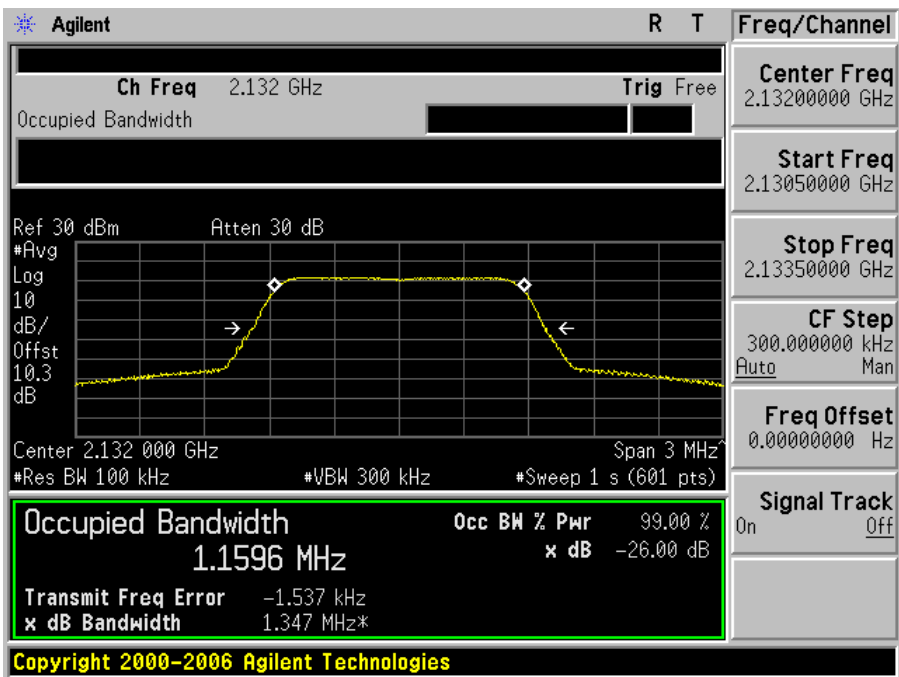 Agilent R T
Ch Freq 2.132 GHz Trig Free
Occupied Bandwidth
Ref 30 dBm Atten 30 dB
#Avg
Log
10
dB/
Offst
10.3
dB
Center 2.132 000 GHz Span 3 MHz^
#Res BW 100 kHz #VBW 300 kHz #Sweep 1 s (601 pts)
Occupied Bandwidth Occ BW % Pwr 99.00 %
1.1596 MHz x dB -26.00 dB
Transmit Freq Error -1.537 kHz
x dB Bandwidth 1.347 MHz*
Copyright 2000-2006 Agilent Technologies
Freq/Channel
Center Freq
2.13200000 GHz
Start Freq
2.13050000 GHz
Stop Freq
2.13350000 GHz
CF Step
300.000000 kHz
Auto Man
Freq Offset
0.00000000 Hz
Signal Track
On Off